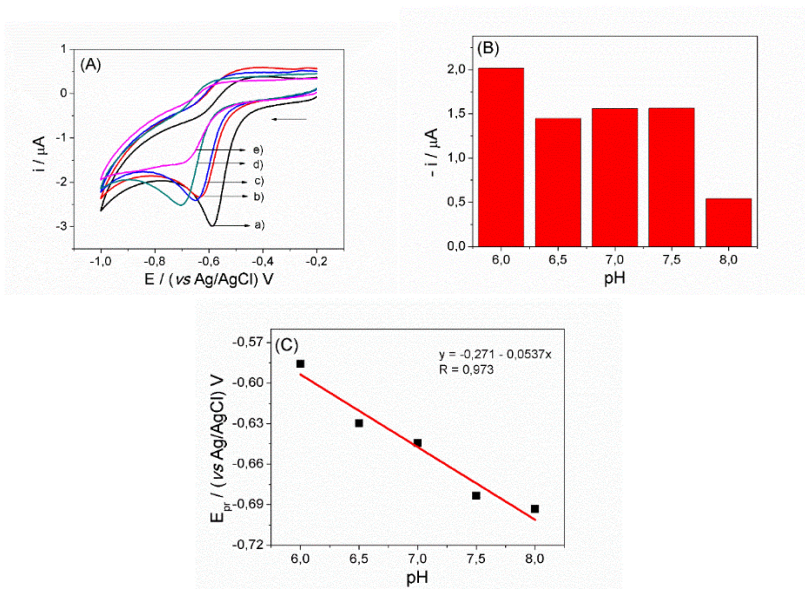 (A)
i / µA
1
0
-1
-2
-3
e)
d)
c)
b)
a)
-1,0 -0,8 -0,6 -0,4 -0,2
E / (vs Ag/AgCl) V
(B)
- i / µA
2,0
1,5
1,0
0,5
0,0
6,0 6,5 7,0 7,5 8,0
pH
(C)
y = -0,271 - 0,0537x
R = 0,973
E_pr / (vs Ag/AgCl) V
-0,57
-0,60
-0,63
-0,66
-0,69
-0,72
6,0 6,5 7,0 7,5 8,0
pH